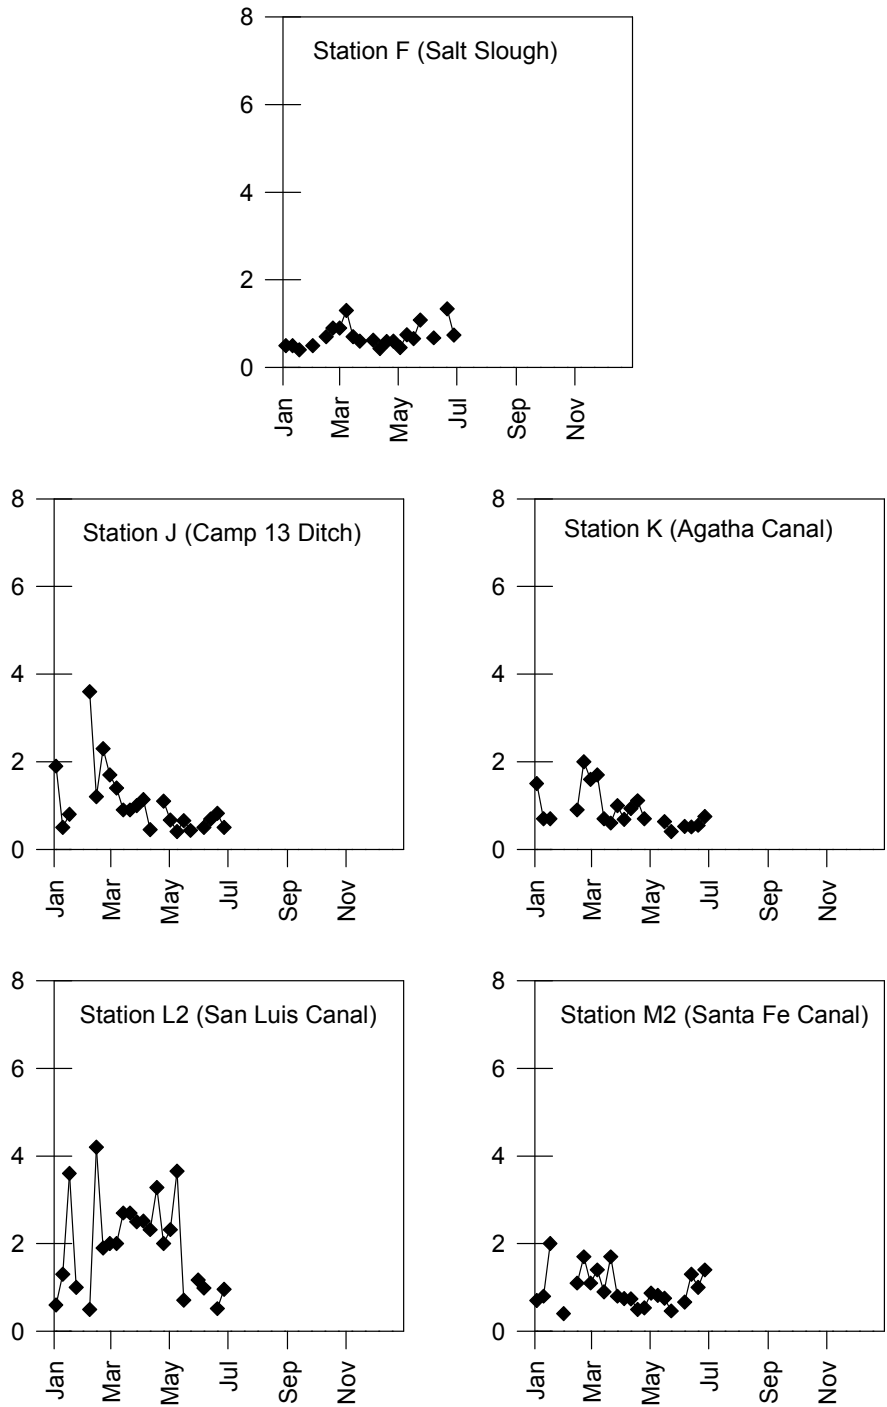 8
Station F (Salt Slough)
6
4
2
0
Jan Mar May Jul Sep Nov
8
Station J (Camp 13 Ditch)
6
4
2
0
Jan Mar May Jul Sep Nov
8
Station K (Agatha Canal)
6
4
2
0
Jan Mar May Jul Sep Nov
8
Station L2 (San Luis Canal)
6
4
2
0
Jan Mar May Jul Sep Nov
8
Station M2 (Santa Fe Canal)
6
4
2
0
Jan Mar May Jul Sep Nov